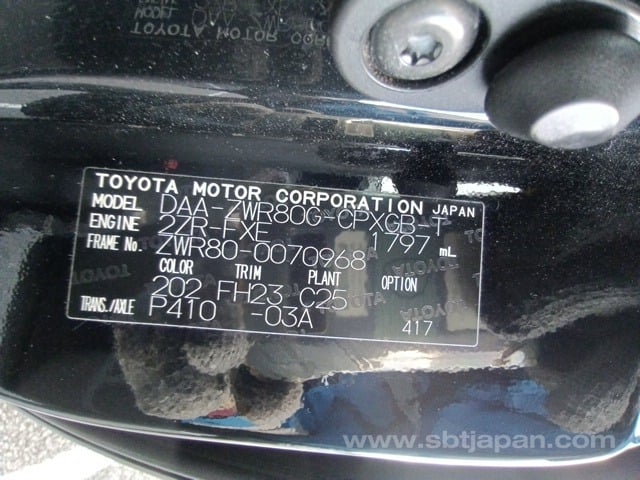 TOYOTA MOTOR CORPORATION JAPAN
MODEL DAA-ZWR80G-CPXGB-T
ENGINE 2ZR-FXE 1797 mL
FRAME No. ZWR80-0070968
COLOR TRIM PLANT OPTION
202 FH23 C25
TRANS./AXLE P410 -03A 417
www.sbtjapan.com